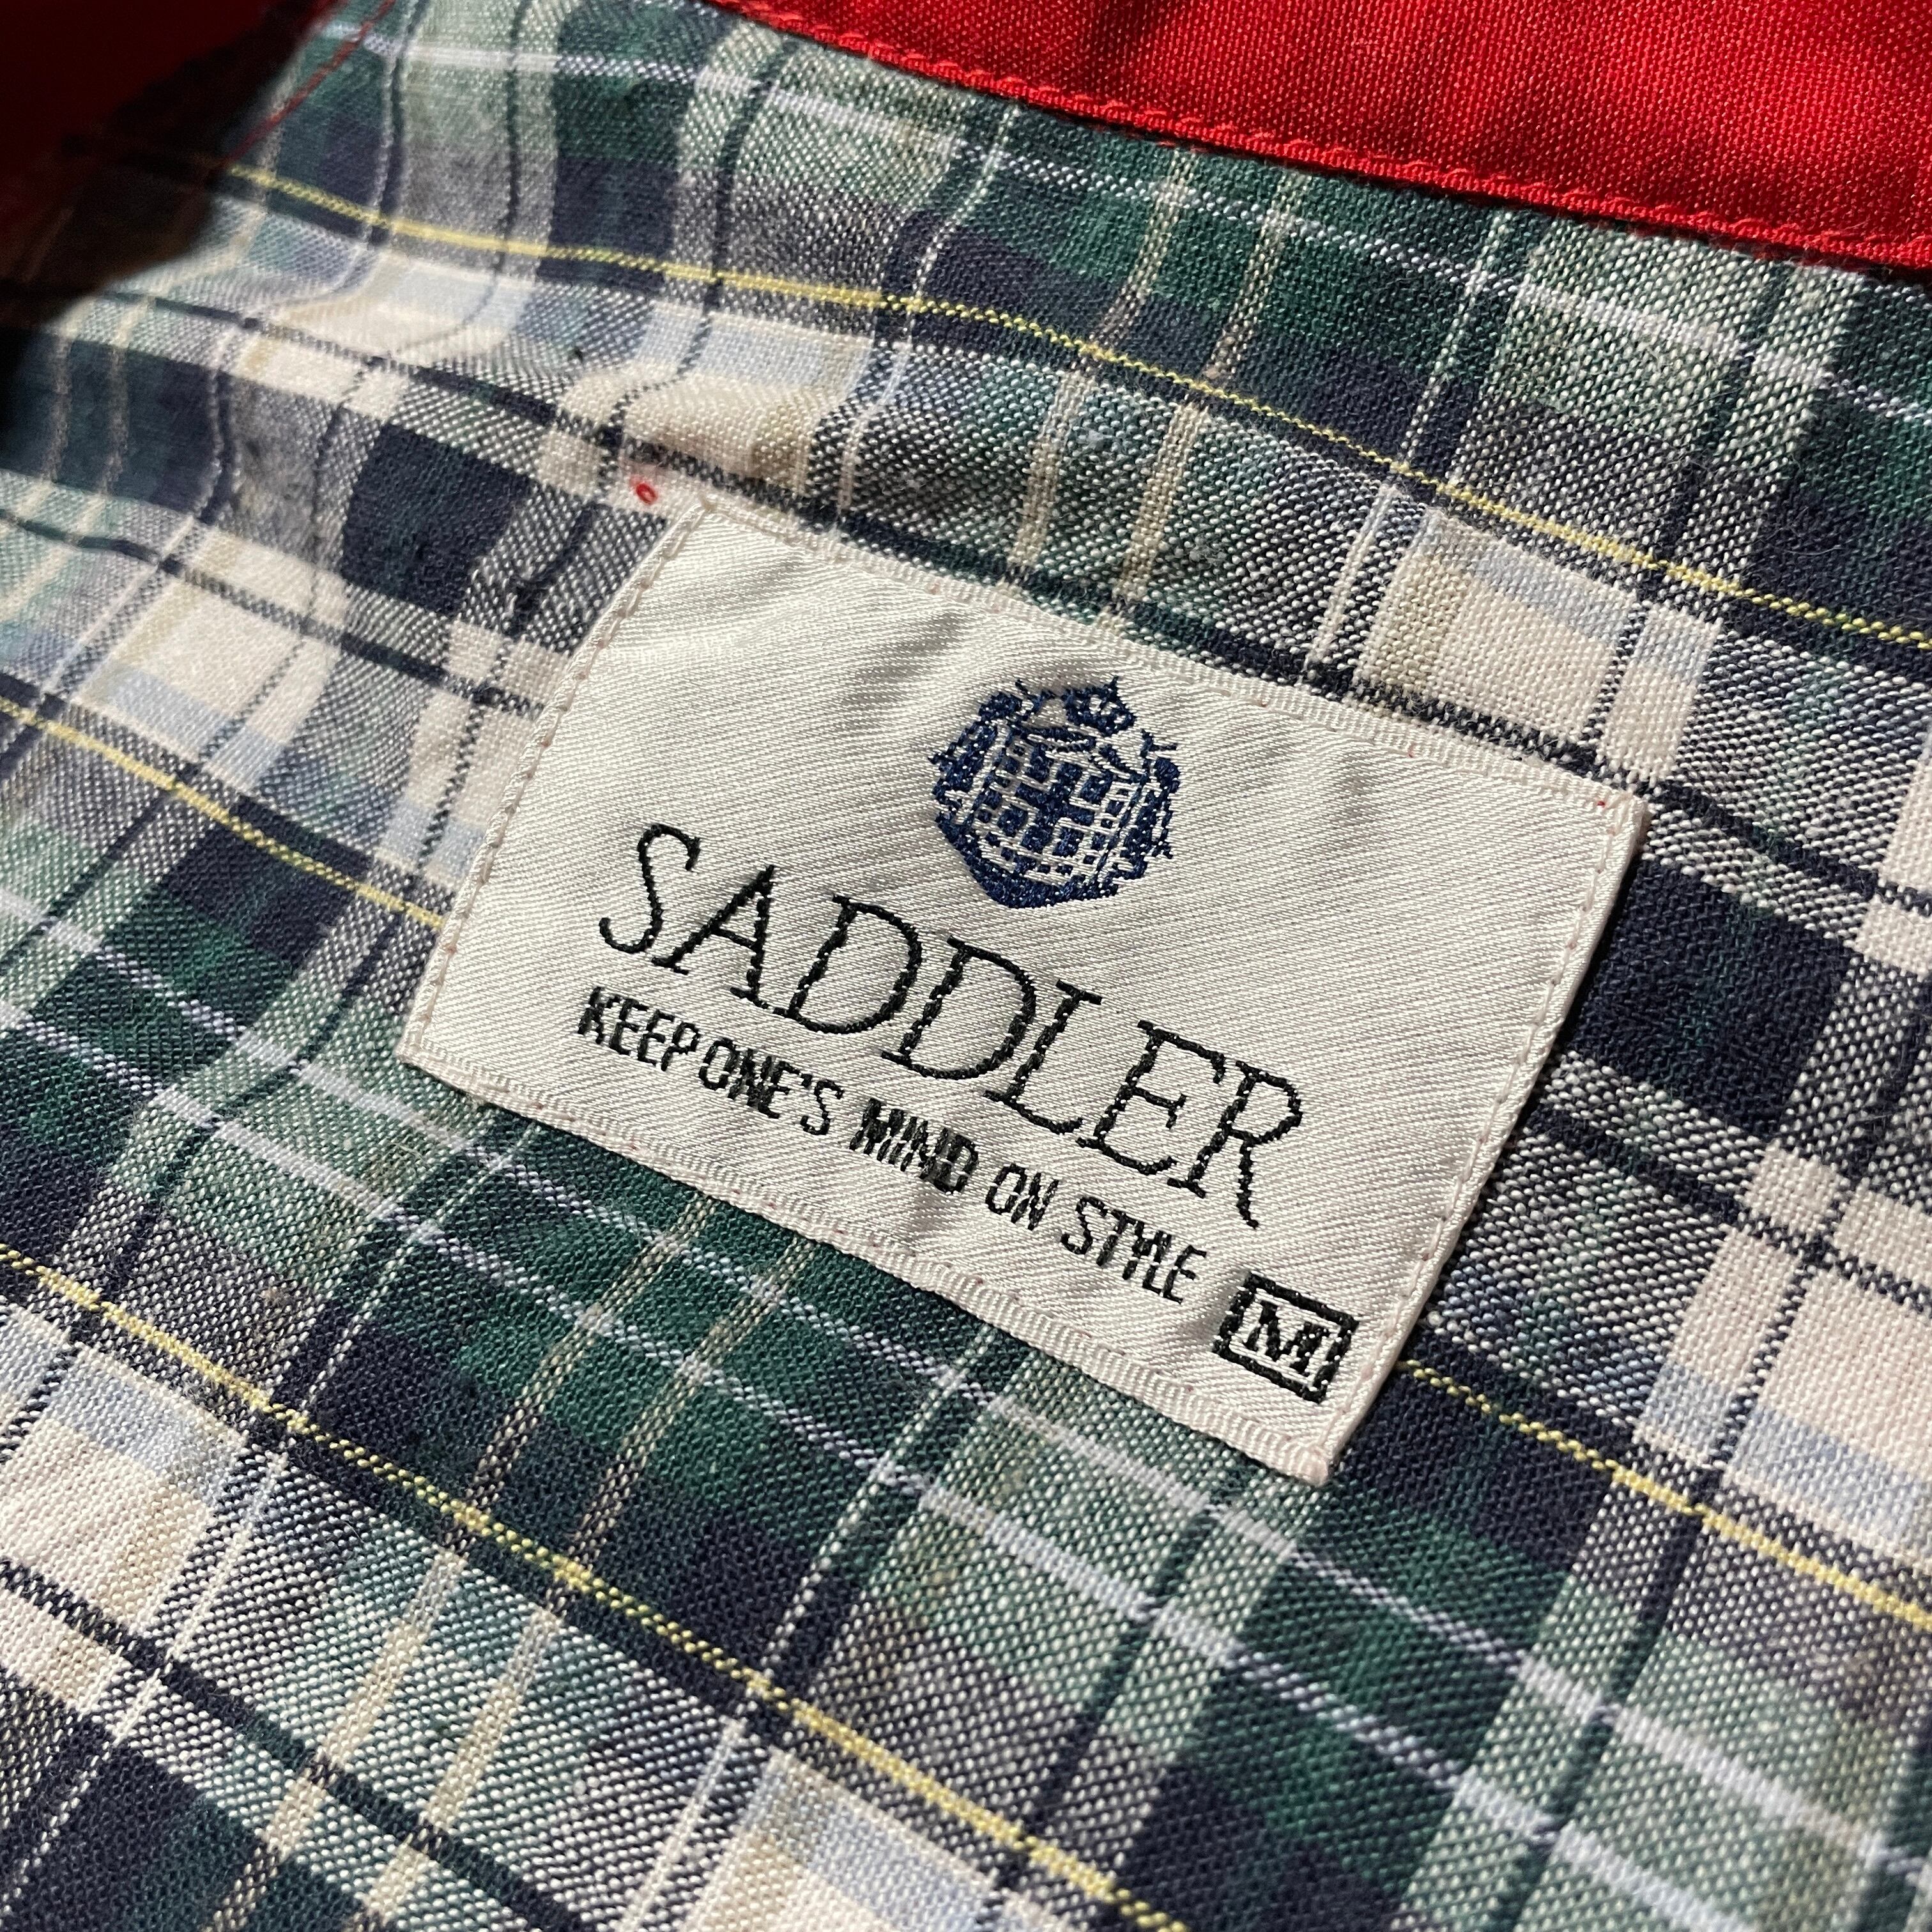 SADDLER
KEEP ONE'S MIND ON STYLE
M